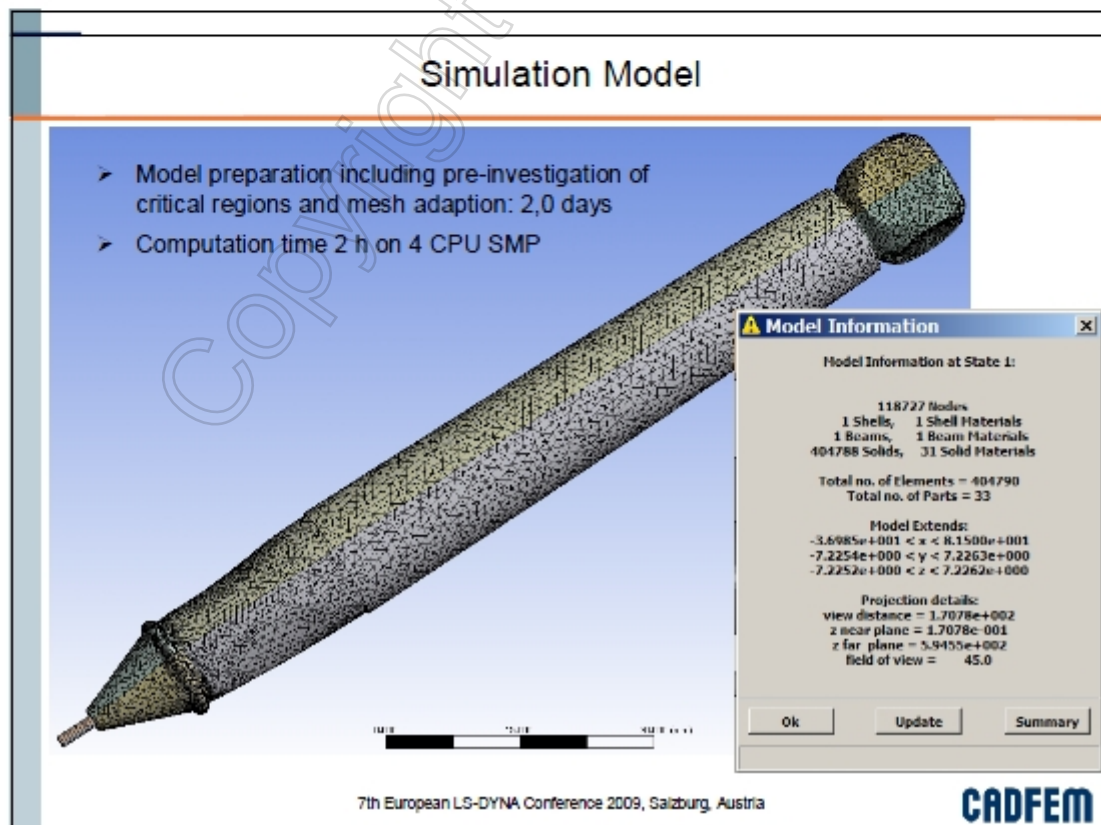 Simulation Model
➢ Model preparation including pre-investigation of
critical regions and mesh adaption: 2,0 days
➢ Computation time 2 h on 4 CPU SMP
Copyright
Model Information
Model Information at State 1:
118727 Nodes
1 Shells, 1 Shell Materials
1 Beams, 1 Beam Materials
404788 Solids, 31 Solid Materials
Total no. of Elements = 404790
Total no. of Parts = 33
Model Extends:
-3.6985e+001 < x < 8.1500e+001
-7.2254e+000 < y < 7.2263e+000
-7.2252e+000 < z < 7.2262e+000
Projection details:
view distance = 1.7078e+002
z near plane = 1.7078e-001
z far plane = 5.9455e+002
field of view = 45.0
Ok Update Summary
7th European LS-DYNA Conference 2009, Salzburg, Austria
CADFEM